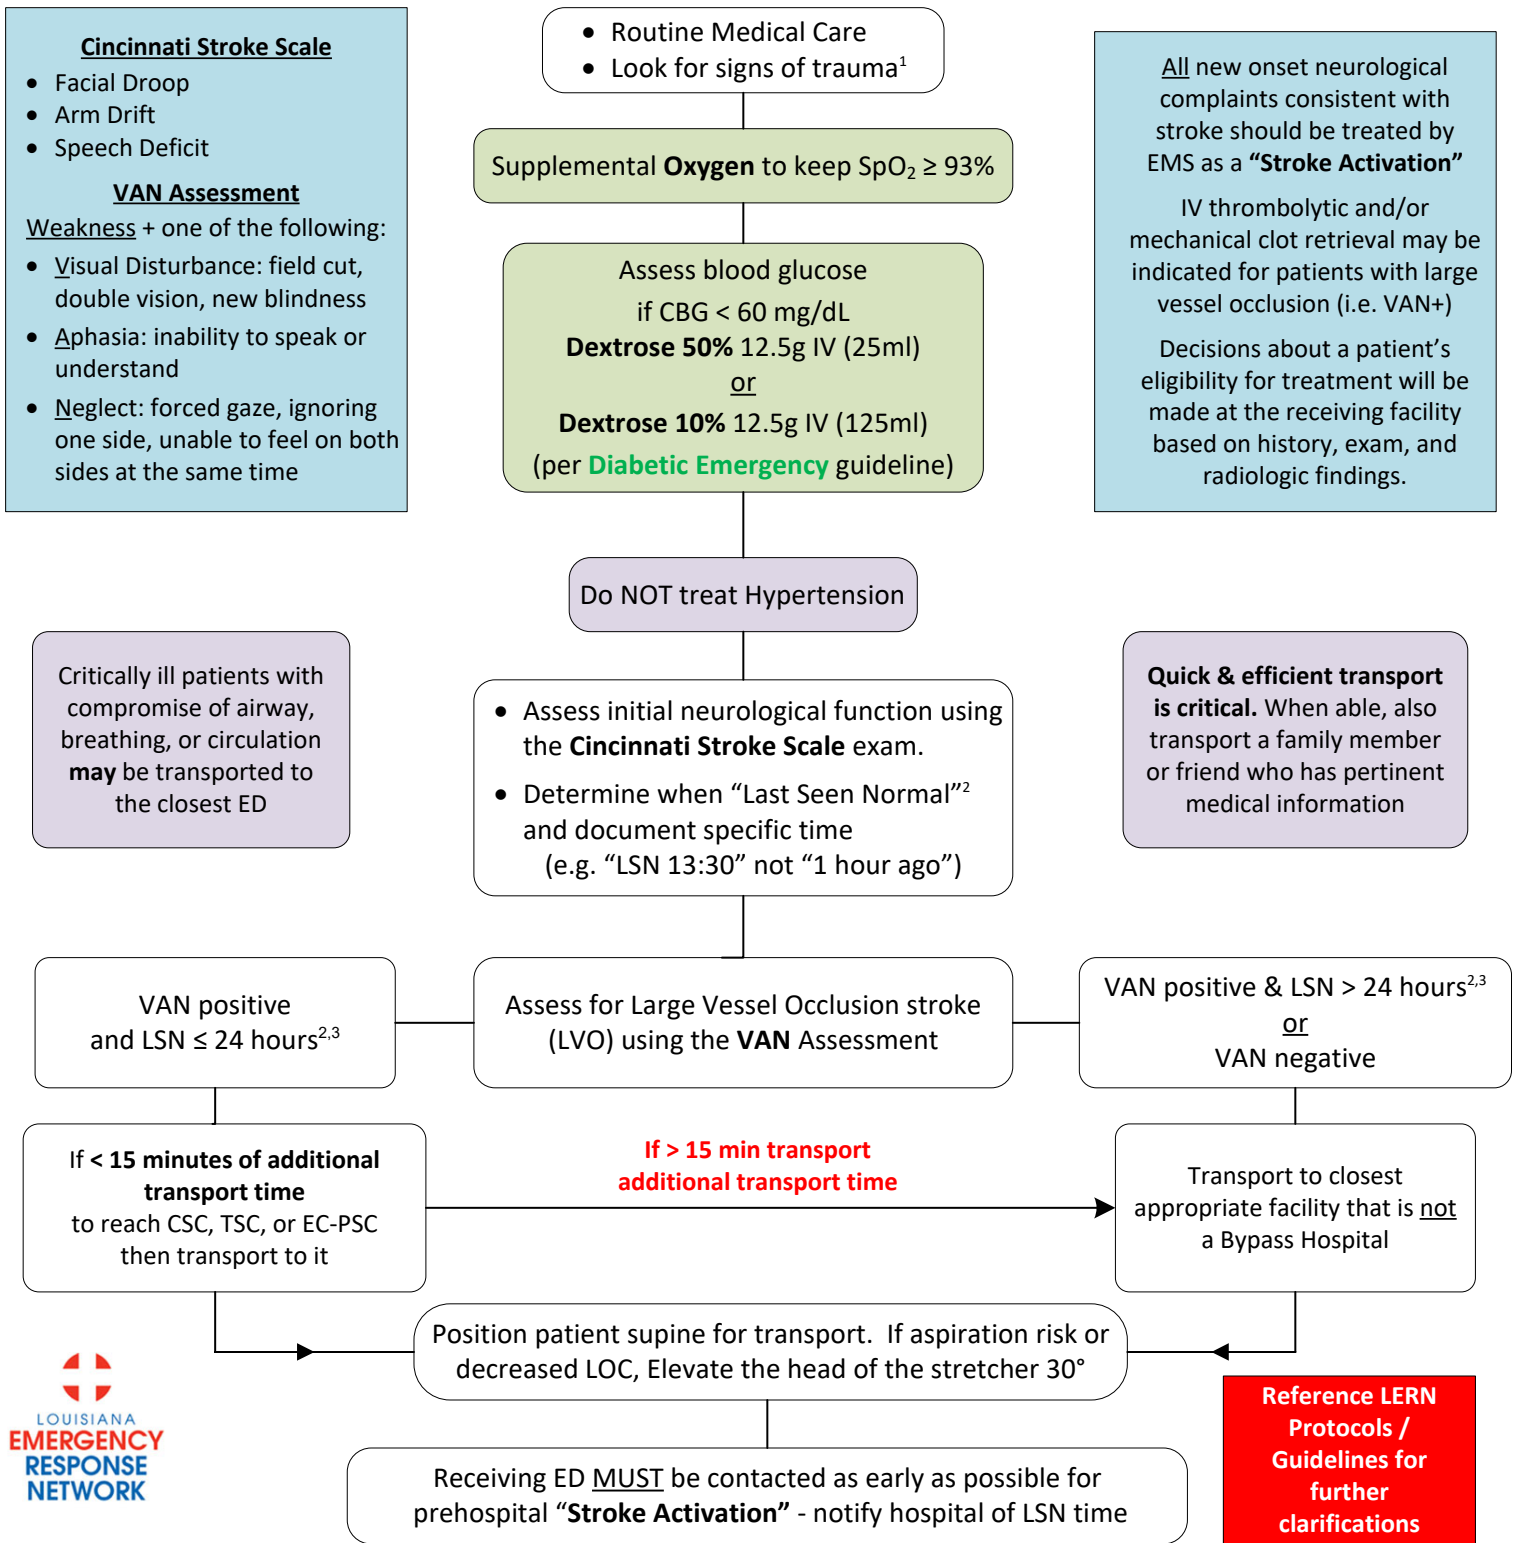 Cincinnati Stroke Scale
• Facial Droop
• Arm Drift
• Speech Deficit
VAN Assessment
Weakness + one of the following:
• Visual Disturbance: field cut,
double vision, new blindness
• Aphasia: inability to speak or
understand
• Neglect: forced gaze, ignoring
one side, unable to feel on both
sides at the same time
• Routine Medical Care
• Look for signs of trauma¹
All new onset neurological
complaints consistent with
stroke should be treated by
EMS as a “Stroke Activation”
IV thrombolytic and/or
mechanical clot retrieval may be
indicated for patients with large
vessel occlusion (i.e. VAN+)
Decisions about a patient’s
eligibility for treatment will be
made at the receiving facility
based on history, exam, and
radiologic findings.
Supplemental Oxygen to keep SpO₂ ≥ 93%
Assess blood glucose
if CBG < 60 mg/dL
Dextrose 50% 12.5g IV (25ml)
or
Dextrose 10% 12.5g IV (125ml)
(per Diabetic Emergency guideline)
Do NOT treat Hypertension
Critically ill patients with
compromise of airway,
breathing, or circulation
may be transported to
the closest ED
• Assess initial neurological function using
the Cincinnati Stroke Scale exam.
• Determine when “Last Seen Normal”²
and document specific time
(e.g. “LSN 13:30” not “1 hour ago”)
Quick & efficient transport
is critical. When able, also
transport a family member
or friend who has pertinent
medical information
VAN positive
and LSN ≤ 24 hours²,³
Assess for Large Vessel Occlusion stroke
(LVO) using the VAN Assessment
VAN positive & LSN > 24 hours²,³
or
VAN negative
If < 15 minutes of additional
transport time
to reach CSC, TSC, or EC-PSC
then transport to it
If > 15 min transport
additional transport time
Transport to closest
appropriate facility that is not
a Bypass Hospital
Position patient supine for transport.  If aspiration risk or
decreased LOC, Elevate the head of the stretcher 30°
LOUISIANA
EMERGENCY
RESPONSE
NETWORK
Receiving ED MUST be contacted as early as possible for
prehospital “Stroke Activation” - notify hospital of LSN time
Reference LERN
Protocols /
Guidelines for
further
clarifications